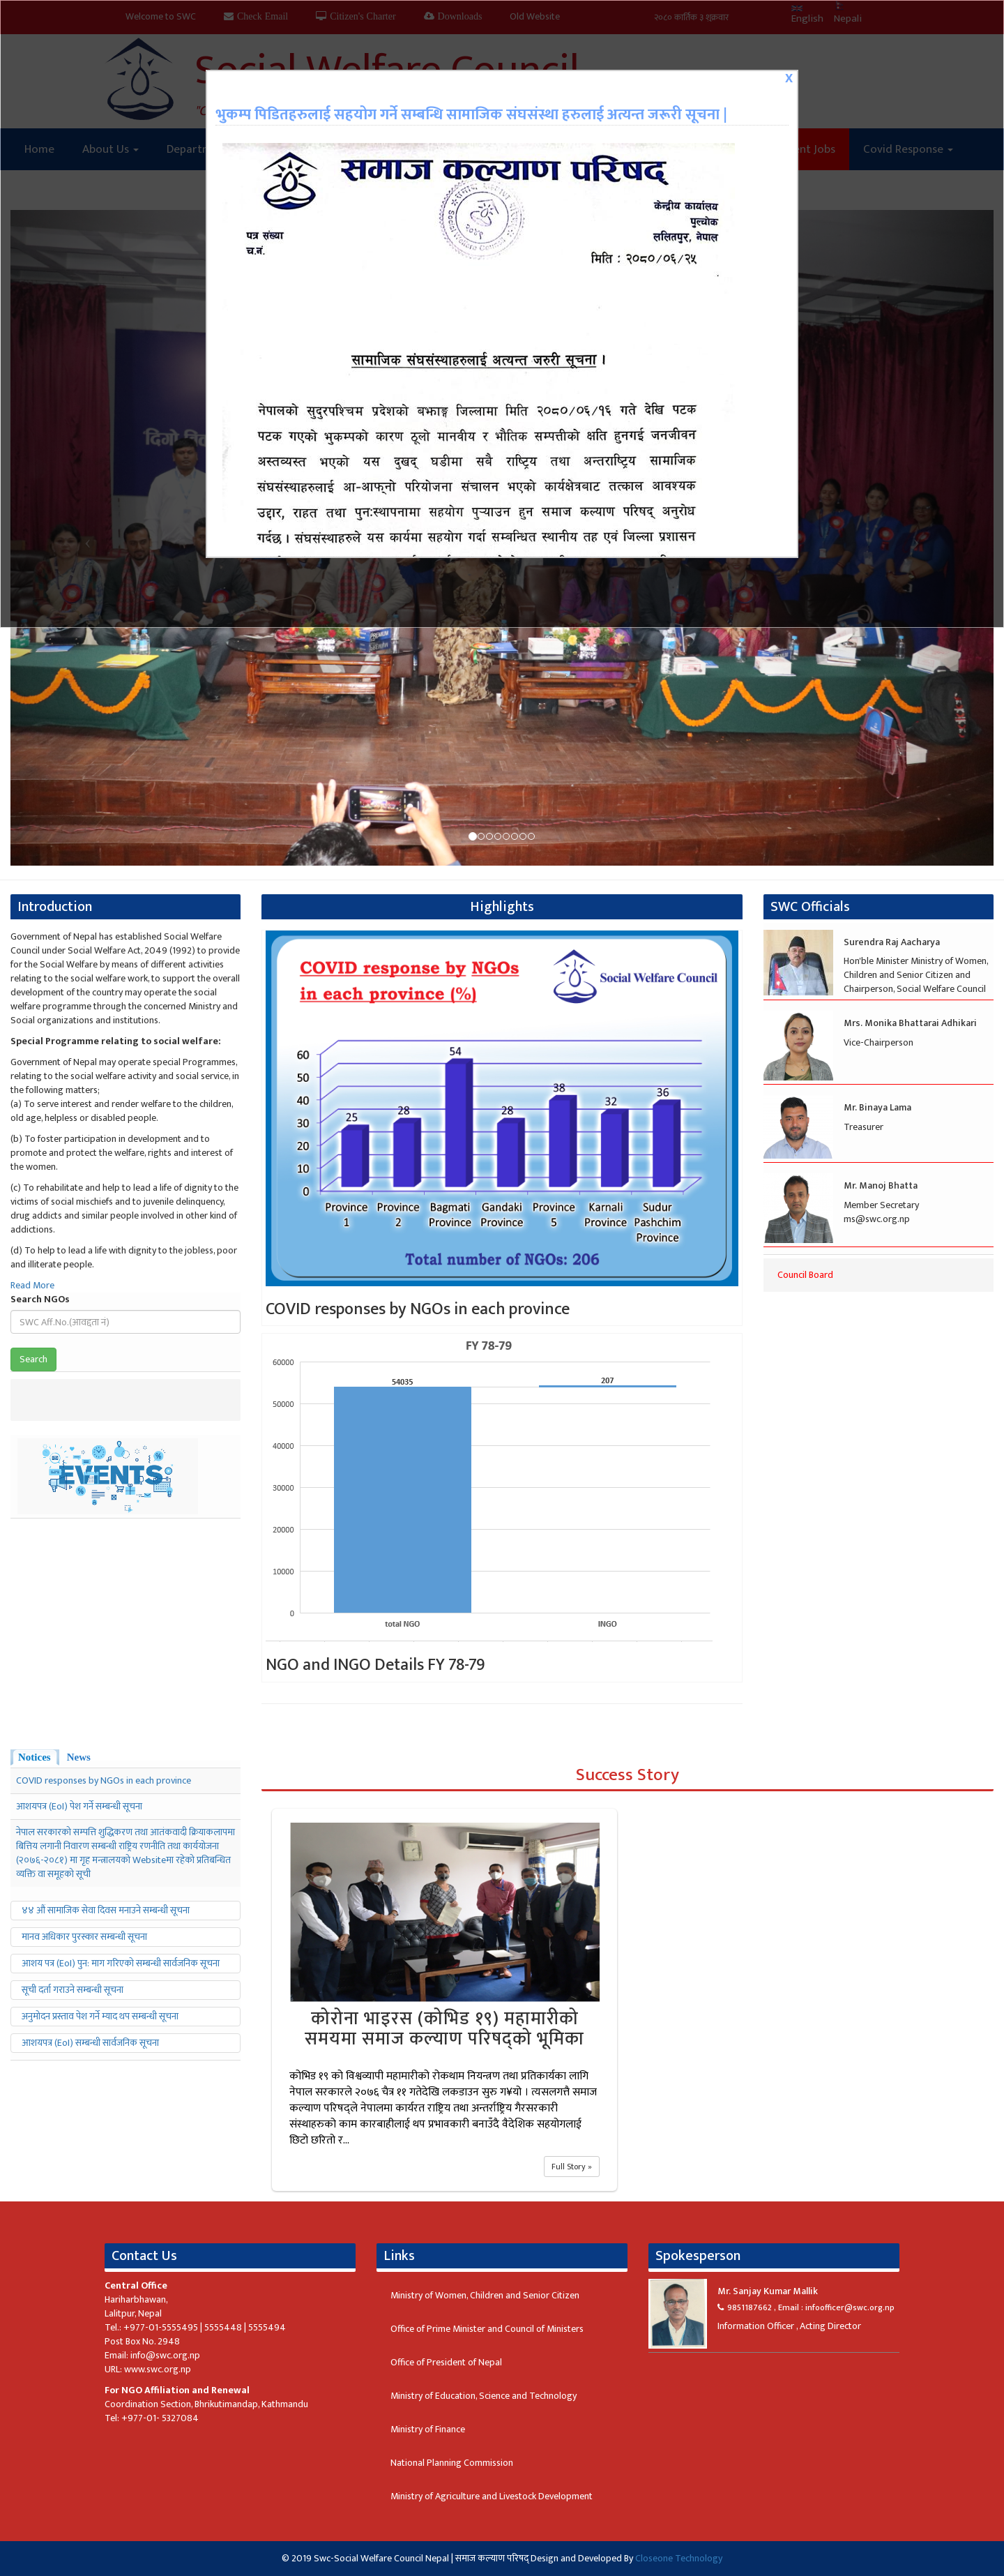 Welcome to SWC
Check Email
Citizen's Charter
Downloads
Old Website
२०८० कार्तिक ३ शुक्रबार
English
Nepali
Social Welfare Council
Home
About Us
Covid Response
X
भुकम्प पिडितहरुलाई सहयोग गर्ने सम्बन्धि सामाजिक संघसंस्था हरुलाई अत्यन्त जरूरी सूचना |
समाज कल्याण परिषद्
केन्द्रीय कार्यालय
पुल्चोक
ललितपुर, नेपाल
पत्र संख्या
च.नं.
मिति : २०८०/०६/२५
सामाजिक संघसंस्थाहरुलाई अत्यन्त जरुरी सूचना ।
नेपालको सुदुरपश्चिम प्रदेशको बझाङ्ग जिल्लामा मिति २०८०/०६/१६ गते देखि पटक
पटक गएको भुकम्पको कारण ठूलो मानवीय र भौतिक सम्पत्तीको क्षति हुनगई जनजीवन
अस्तव्यस्त भएको यस दुखद् घडीमा सबै राष्ट्रिय तथा अन्तराष्ट्रिय सामाजिक
संघसंस्थाहरुलाई आ-आफ्नो परियोजना संचालन भएको कार्यक्षेत्रबाट तत्काल आवश्यक
उद्दार, राहत तथा पुनःस्थापनामा सहयोग पुऱ्याउन हुन समाज कल्याण परिषद् अनुरोध
गर्दछ । संघसंस्थाहरुले यस कार्यमा सहयोग गर्दा सम्बन्धित स्थानीय तह एवं जिल्ला प्रशासन
Introduction
Government of Nepal has established Social Welfare
Council under Social Welfare Act, 2049 (1992) to provide
for the Social Welfare by means of different activities
relating to the social welfare work, to support the overall
development of the country may operate the social
welfare programme through the concerned Ministry and
Social organizations and institutions.
Special Programme relating to social welfare:
Government of Nepal may operate special Programmes,
relating to the social welfare activity and social service, in
the following matters;
(a) To serve interest and render welfare to the children,
old age, helpless or disabled people.
(b) To foster participation in development and to
promote and protect the welfare, rights and interest of
the women.
(c) To rehabilitate and help to lead a life of dignity to the
victims of social mischiefs and to juvenile delinquency,
drug addicts and similar people involved in other kind of
addictions.
(d) To help to lead a life with dignity to the jobless, poor
and illiterate people.
Read More
Search NGOs
SWC Aff.No.(आवद्दता नं)
Search
EVENTS
Highlights
COVID response by NGOs
in each province (%)
Social Welfare Council
60
50
40
30
20
10
0
25
28
54
28
38
32
36
Province 1
Province 2
Bagmati Province
Gandaki Province
Province 5
Karnali Province
Sudur Pashchim Province
Total number of NGOs: 206
COVID responses by NGOs in each province
FY 78-79
60000
50000
40000
30000
20000
10000
0
54035
207
total NGO
INGO
NGO and INGO Details FY 78-79
SWC Officials
Surendra Raj Aacharya
Hon'ble Minister Ministry of Women,
Children and Senior Citizen and
Chairperson, Social Welfare Council
Mrs. Monika Bhattarai Adhikari
Vice-Chairperson
Mr. Binaya Lama
Treasurer
Mr. Manoj Bhatta
Member Secretary
ms@swc.org.np
Council Board
Notices
News
COVID responses by NGOs in each province
आशयपत्र (EoI) पेश गर्ने सम्बन्धी सूचना
नेपाल सरकारको सम्पत्ति शुद्धिकरण तथा आतकवादी क्रियाकलापमा
बित्तिय लगानी निवारण सम्बन्धी राष्ट्रिय रणनीति तथा कार्ययोजना
(२०७६-२०८१) मा गृह मन्त्रालयको Websiteमा रहेको प्रतिबन्धित
व्यक्ति वा समूहको सूची
४४ औं सामाजिक सेवा दिवस मनाउने सम्बन्धी सूचना
मानव अधिकार पुरस्कार सम्बन्धी सूचना
आशय पत्र (EoI) पुन: माग गरिएको सम्बन्धी सार्वजनिक सूचना
सूची दर्ता गराउने सम्बन्धी सूचना
अनुमोदन प्रस्ताव पेश गर्ने म्याद थप सम्बन्धी सूचना
आशयपत्र (EoI) सम्बन्धी सार्वजनिक सूचना
Success Story
कोरोना भाइरस (कोभिड १९) महामारीको
समयमा समाज कल्याण परिषद्को भूमिका
कोभिड १९ को विश्वव्यापी महामारीको रोकथाम नियन्त्रण तथा प्रतिकार्यका लागि
नेपाल सरकारले २०७६ चैत्र ११ गतेदेखि लकडाउन सुरु ग¥यो । त्यसलगत्तै समाज
कल्याण परिषद्ले नेपालमा कार्यरत राष्ट्रिय तथा अन्तर्राष्ट्रिय गैरसरकारी
संस्थाहरुको काम कारबाहीलाई थप प्रभावकारी बनाउँदै वैदेशिक सहयोगलाई
छिटो छरितो र...
Full Story »
Contact Us
Central Office
Hariharbhawan,
Lalitpur, Nepal
Tel.: +977-01-5555495 | 5555448 | 5555494
Post Box No. 2948
Email: info@swc.org.np
URL: www.swc.org.np
For NGO Affiliation and Renewal
Coordination Section, Bhrikutimandap, Kathmandu
Tel: +977-01- 5327084
Links
Ministry of Women, Children and Senior Citizen
Office of Prime Minister and Council of Ministers
Office of President of Nepal
Ministry of Education, Science and Technology
Ministry of Finance
National Planning Commission
Ministry of Agriculture and Livestock Development
Spokesperson
Mr. Sanjay Kumar Mallik
9851187662 , Email : infoofficer@swc.org.np
Information Officer , Acting Director
© 2019 Swc-Social Welfare Council Nepal | समाज कल्याण परिषद् Design and Developed By Closeone Technology